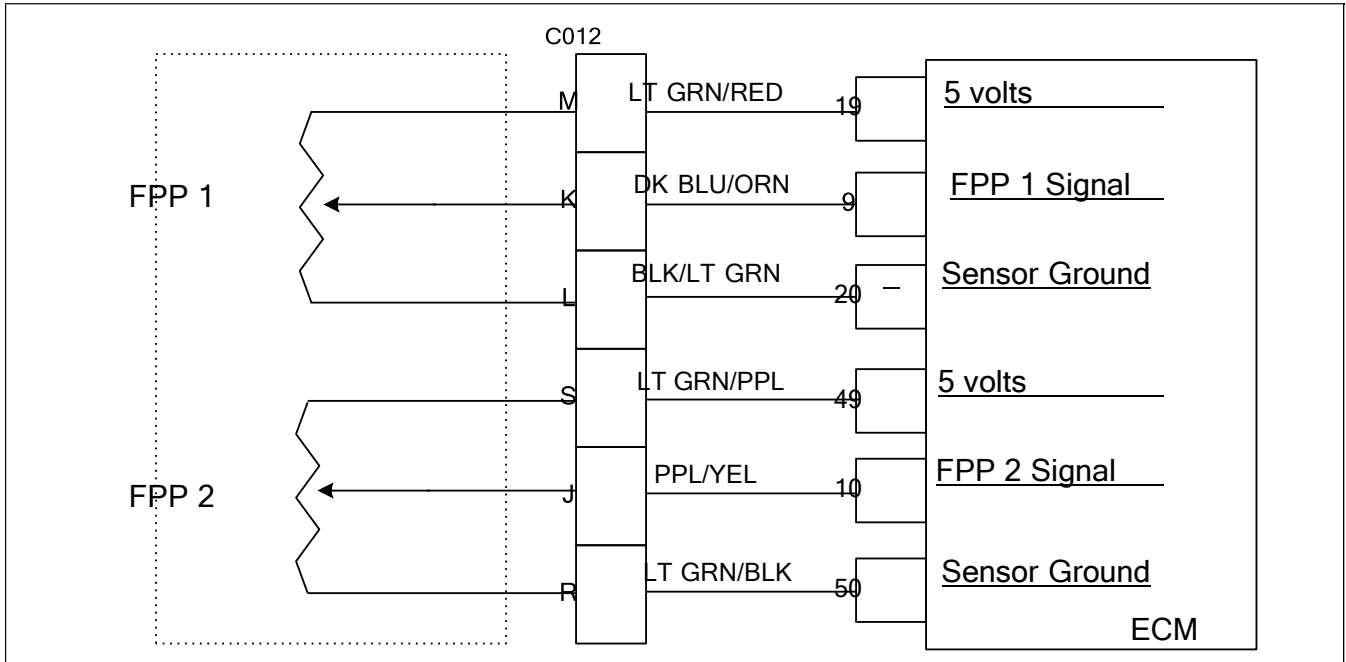 C012
M LT GRN/RED 19 5 volts
FPP 1 K DK BLU/ORN 9 FPP 1 Signal
L BLK/LT GRN 20 – Sensor Ground
S LT GRN/PPL 49 5 volts
FPP 2 J PPL/YEL 10 FPP 2 Signal
R LT GRN/BLK 50 Sensor Ground
ECM